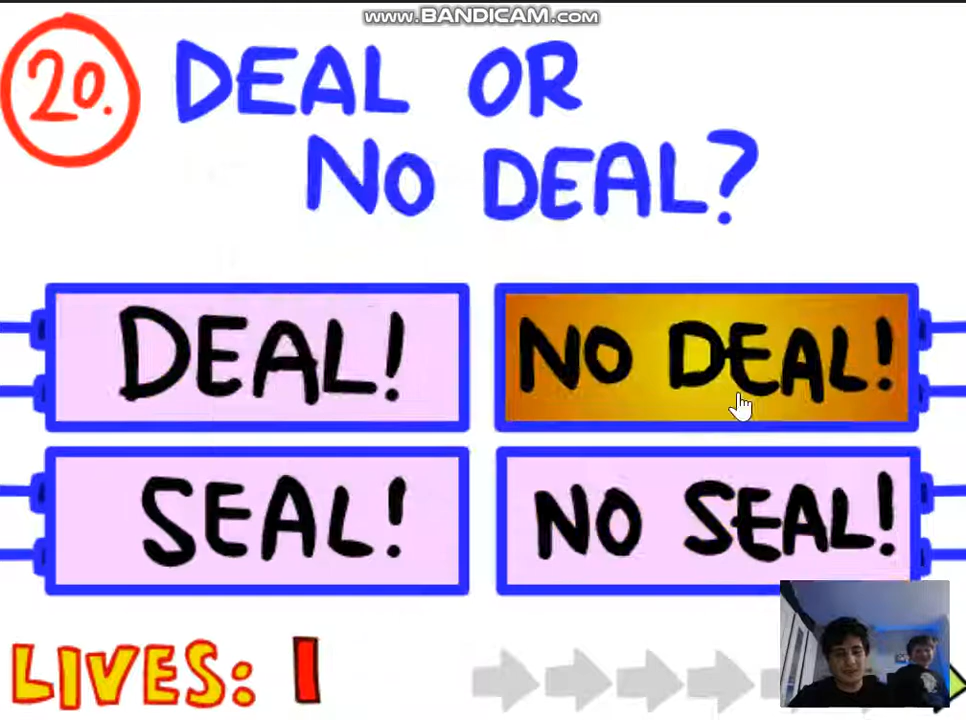 www.BANDICAM.com
20.
DEAL OR
NO DEAL?
DEAL!
NO DEAL!
SEAL!
NO SEAL!
LIVES: 1